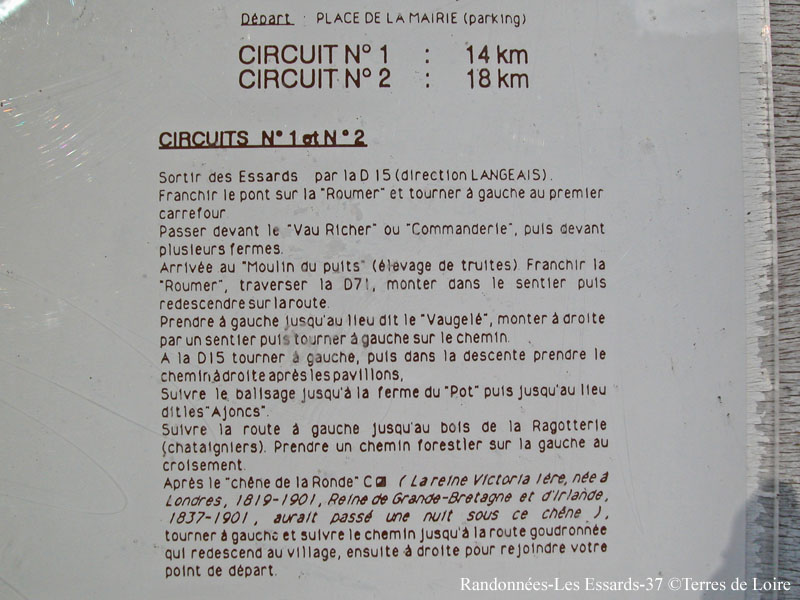 Départ : PLACE DE LA MAIRIE (parking)
CIRCUIT N° 1 : 14 km
CIRCUIT N° 2 : 18 km
CIRCUITS N° 1 et N° 2
Sortir des Essards par la D 15 (direction LANGEAIS).
Franchir le pont sur la "Roumer" et tourner à gauche au premier
carrefour
Passer devant le "Vau Richer" ou "Commanderie", puis devant
plusieurs fermes.
Arrivée au "Moulin du puits" (élevage de truites). Franchir la
"Roumer", traverser la D71, monter dans le sentier puis
redescendre sur la route.
Prendre à gauche jusqu'au lieu dit le "Vaugelé", monter à droite
par un sentier puis tourner à gauche sur le chemin.
A la D15 tourner à gauche, puis dans la descente prendre le
chemin à droite après les pavillons,
Suivre le balisage jusqu'à la ferme du "Pot" puis jusqu'au lieu
dit les "Ajoncs".
Suivre la route à gauche jusqu'au bois de la Ragotterie
(chataigniers). Prendre un chemin forestier sur la gauche au
croisement.
Après le "chêne de la Ronde" C (La reine Victoria 1ère, née à
Londres, 1819-1901, Reine de Grande-Bretagne et d'Irlande,
1837-1901, aurait passé une nuit sous ce chêne),
tourner à gauche et suivre le chemin jusqu'à la route goudronnée
qui redescend au village, ensuite à droite pour rejoindre votre
point de départ.
Randonnées-Les Essards-37 ©Terres de Loire